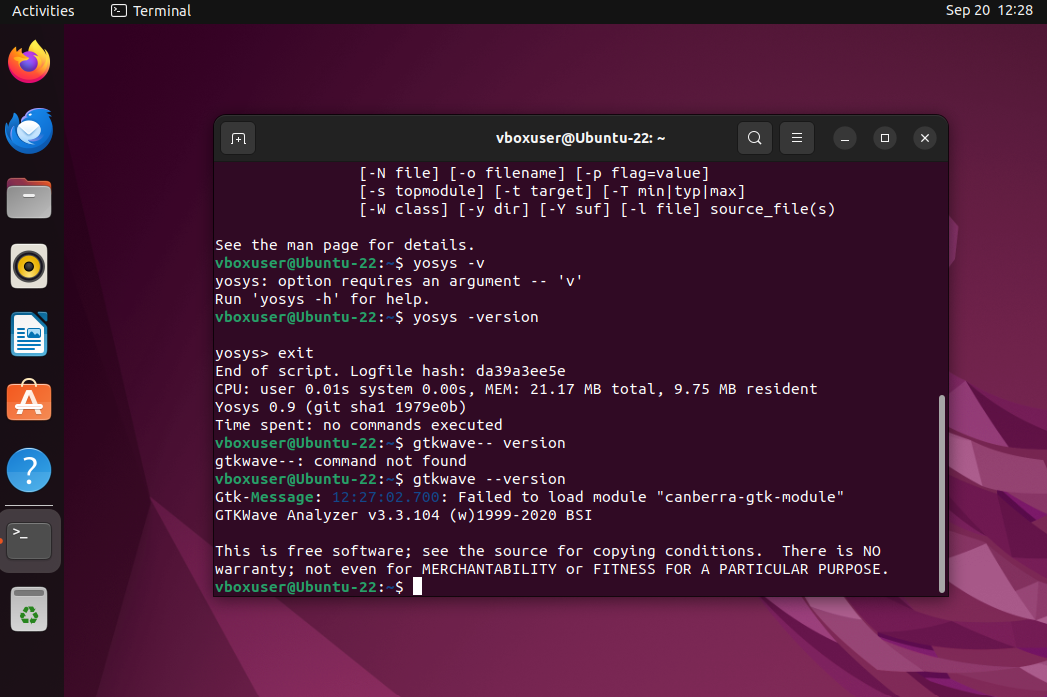 Activities Terminal Sep 20 12:28
vboxuser@Ubuntu-22: ~
[-N file] [-o filename] [-p flag=value]
[-s topmodule] [-t target] [-T min|typ|max]
[-W class] [-y dir] [-Y suf] [-l file] source_file(s)
See the man page for details.
vboxuser@Ubuntu-22:~$ yosys -v
yosys: option requires an argument -- 'v'
Run 'yosys -h' for help.
vboxuser@Ubuntu-22:~$ yosys -version
yosys> exit
End of script. Logfile hash: da39a3ee5e
CPU: user 0.01s system 0.00s, MEM: 21.17 MB total, 9.75 MB resident
Yosys 0.9 (git sha1 1979e0b)
Time spent: no commands executed
vboxuser@Ubuntu-22:~$ gtkwave-- version
gtkwave--: command not found
vboxuser@Ubuntu-22:~$ gtkwave --version
Gtk-Message: 12:27:02.700: Failed to load module "canberra-gtk-module"
GTKWave Analyzer v3.3.104 (w)1999-2020 BSI
This is free software; see the source for copying conditions.  There is NO
warranty; not even for MERCHANTABILITY or FITNESS FOR A PARTICULAR PURPOSE.
vboxuser@Ubuntu-22:~$